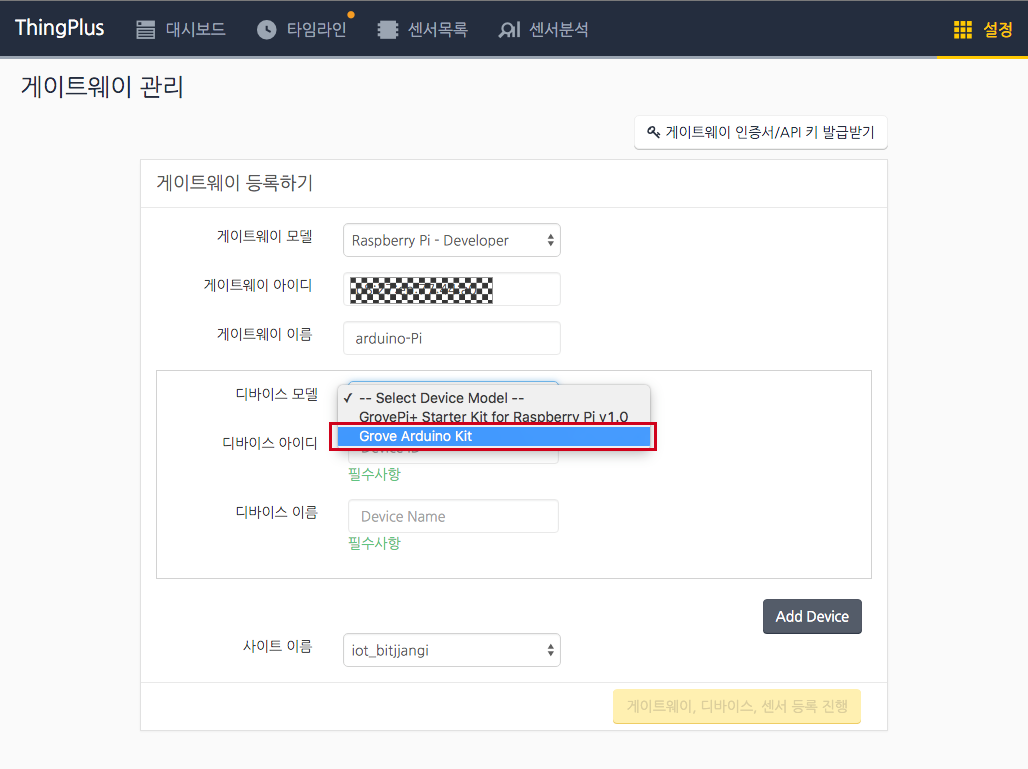 ThingPlus 대시보드 타임라인 센서목록 센서분석 설정
게이트웨이 관리
게이트웨이 인증서/API 키 발급받기
게이트웨이 등록하기
게이트웨이 모델 Raspberry Pi - Developer
게이트웨이 아이디
게이트웨이 이름 arduino-Pi
디바이스 모델 ✓ -- Select Device Model --
GrovePi+ Starter Kit for Raspberry Pi v1.0
Grove Arduino Kit
디바이스 아이디 Device ID
필수사항
디바이스 이름 Device Name
필수사항
Add Device
사이트 이름 iot_bitjjangi
게이트웨이, 디바이스, 센서 등록 진행